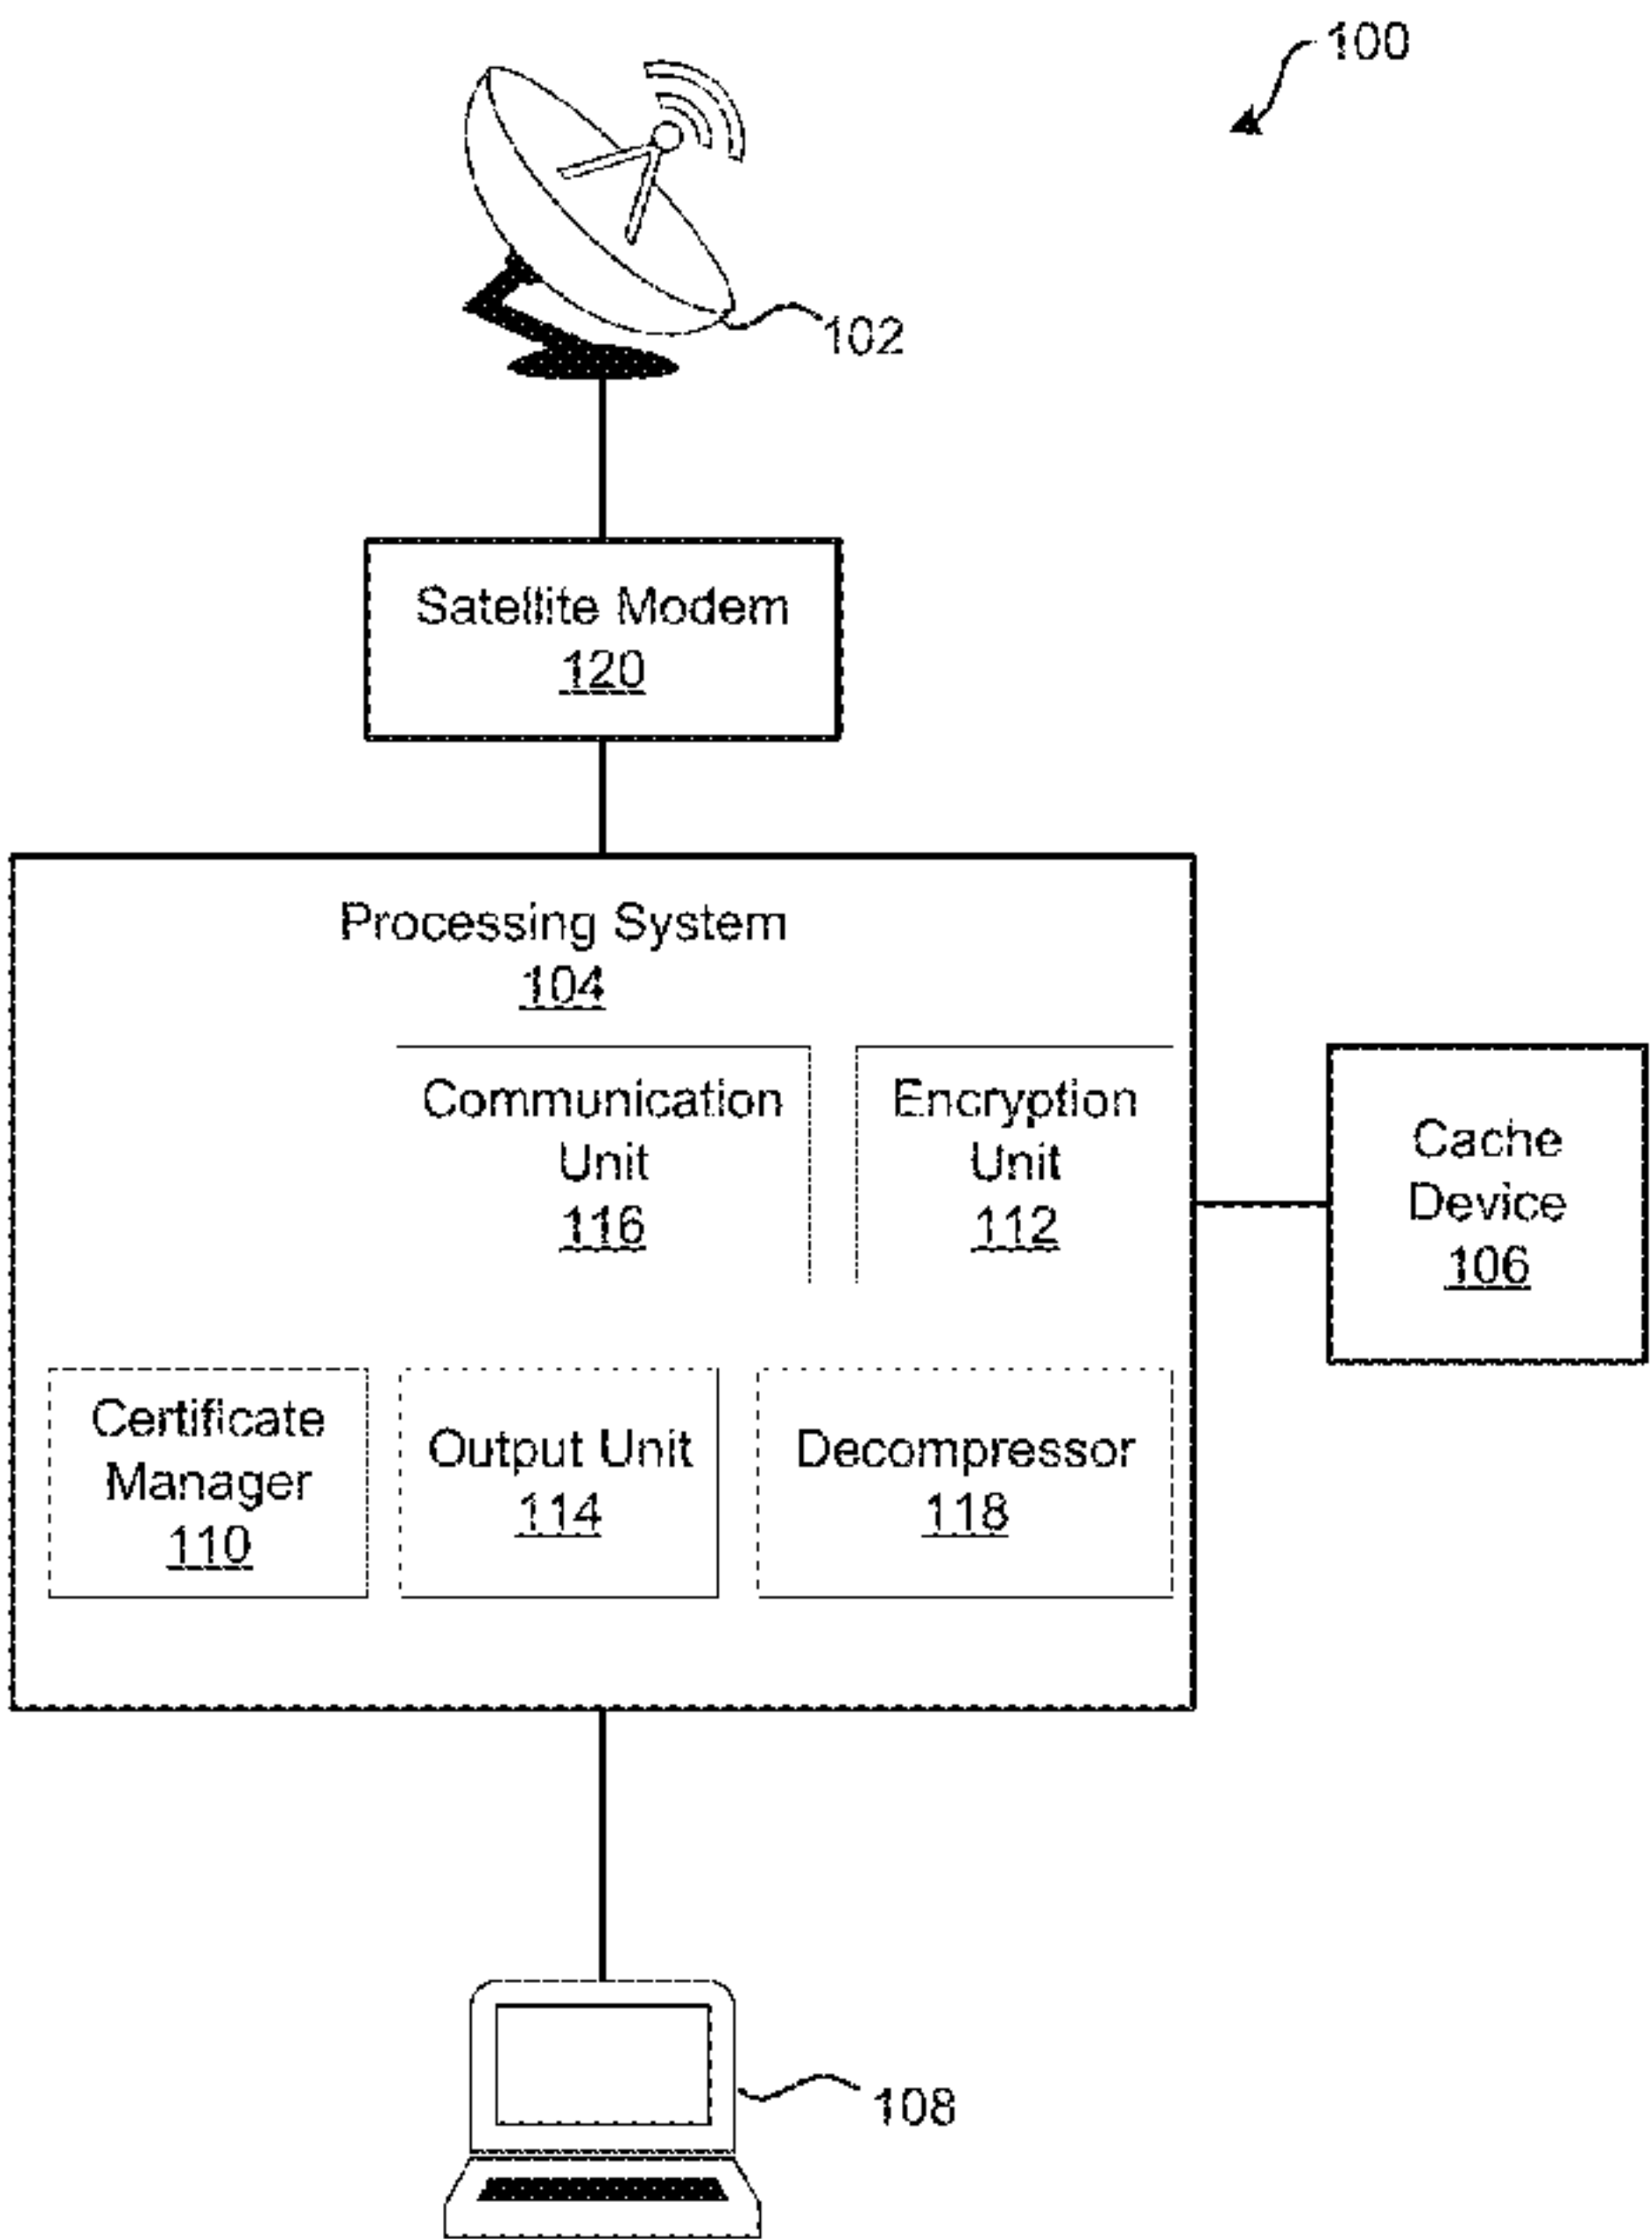 100
102
Satellite Modem
120
Processing System
104
Communication
Unit
116
Encryption
Unit
112
Cache
Device
106
Certificate
Manager
110
Output Unit
114
Decompressor
118
108